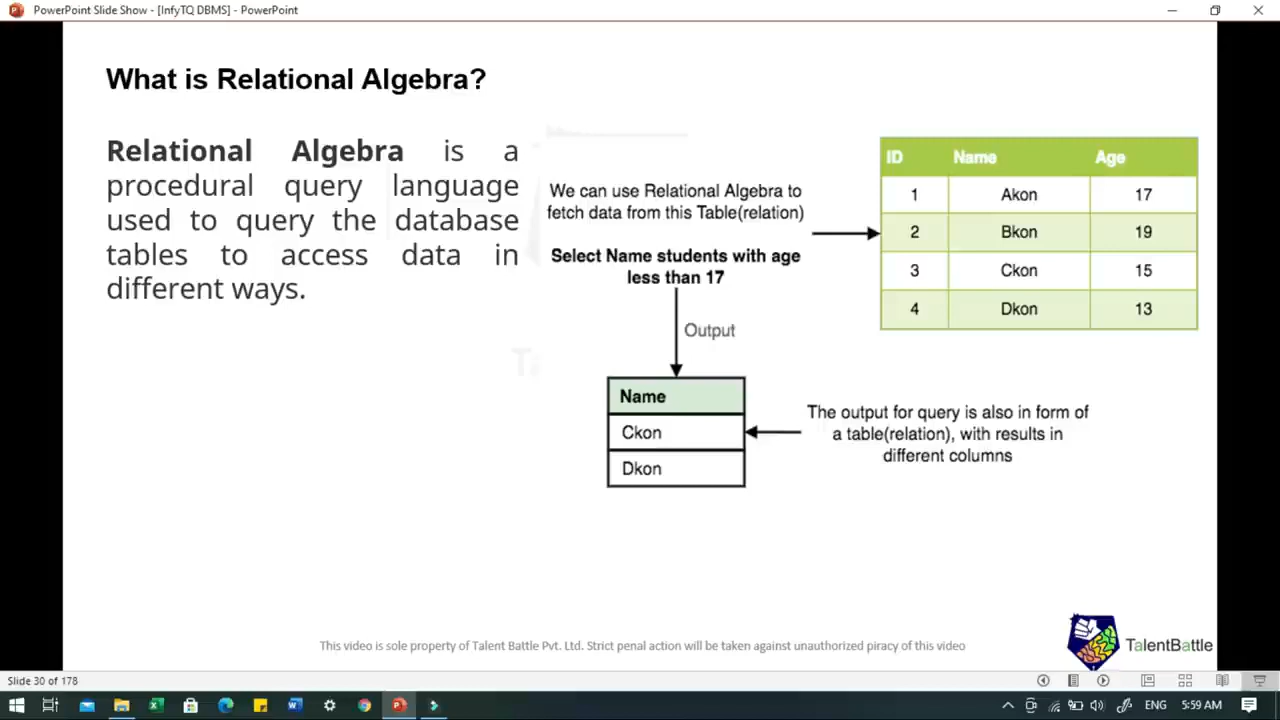 PowerPoint Slide Show - [InfyTQ DBMS] - PowerPoint
What is Relational Algebra?
Relational Algebra is a
procedural query language
used to query the database
tables to access data in
different ways.
We can use Relational Algebra to
fetch data from this Table(relation)
Select Name students with age
less than 17
Output
ID Name Age
1 Akon 17
2 Bkon 19
3 Ckon 15
4 Dkon 13
Name
Ckon
Dkon
The output for query is also in form of
a table(relation), with results in
different columns
This video is sole property of Talent Battle Pvt. Ltd. Strict penal action will be taken against unauthorized piracy of this video
TalentBattle
Slide 30 of 178
ENG 5:59 AM